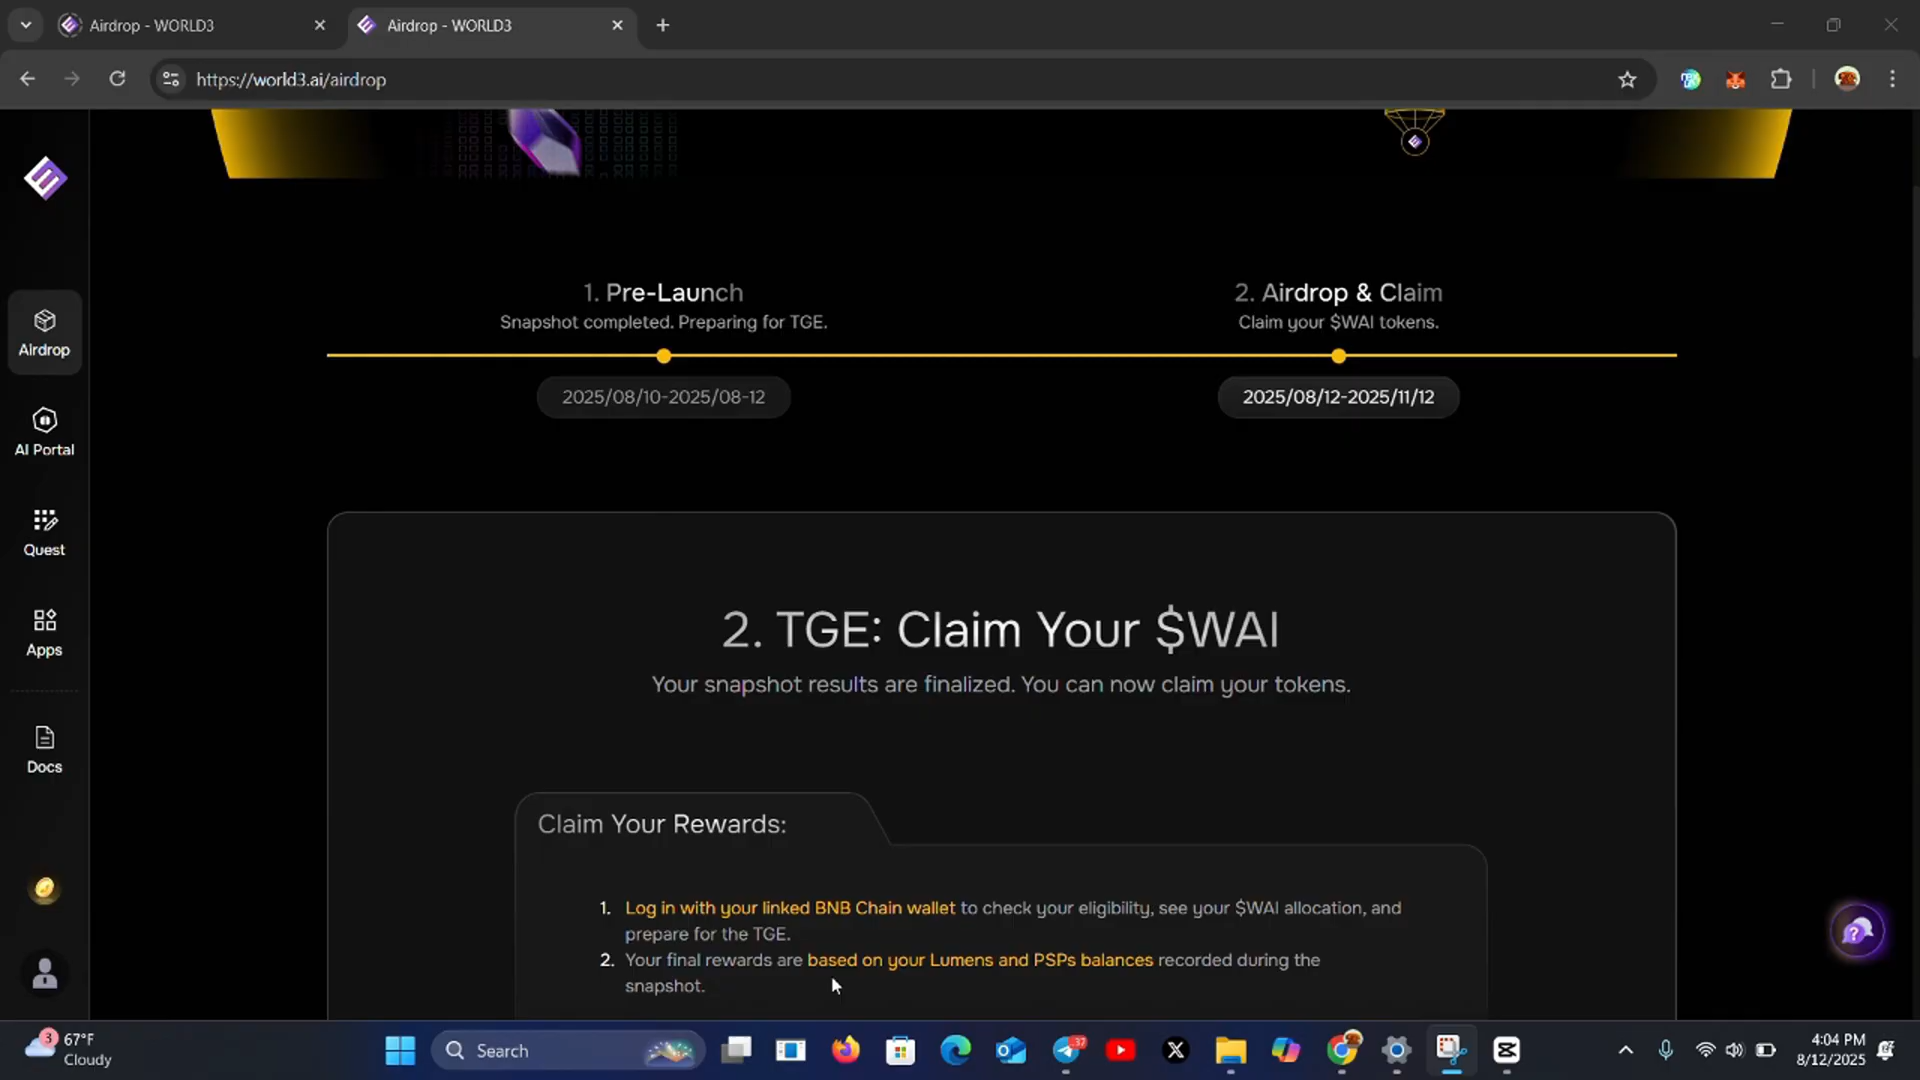 Airdrop - WORLD3
Airdrop - WORLD3
https://world3.ai/airdrop
Airdrop
AI Portal
Quest
Apps
Docs
1. Pre-Launch
Snapshot completed. Preparing for TGE.
2025/08/10-2025/08-12
2. Airdrop & Claim
Claim your $WAI tokens.
2025/08/12-2025/11/12
2. TGE: Claim Your $WAI
Your snapshot results are finalized. You can now claim your tokens.
Claim Your Rewards:
1. Log in with your linked BNB Chain wallet to check your eligibility, see your $WAI allocation, and
prepare for the TGE.
2. Your final rewards are based on your Lumens and PSPs balances recorded during the
snapshot.
3
67°F
Cloudy
Search
37
4:04 PM
8/12/2025